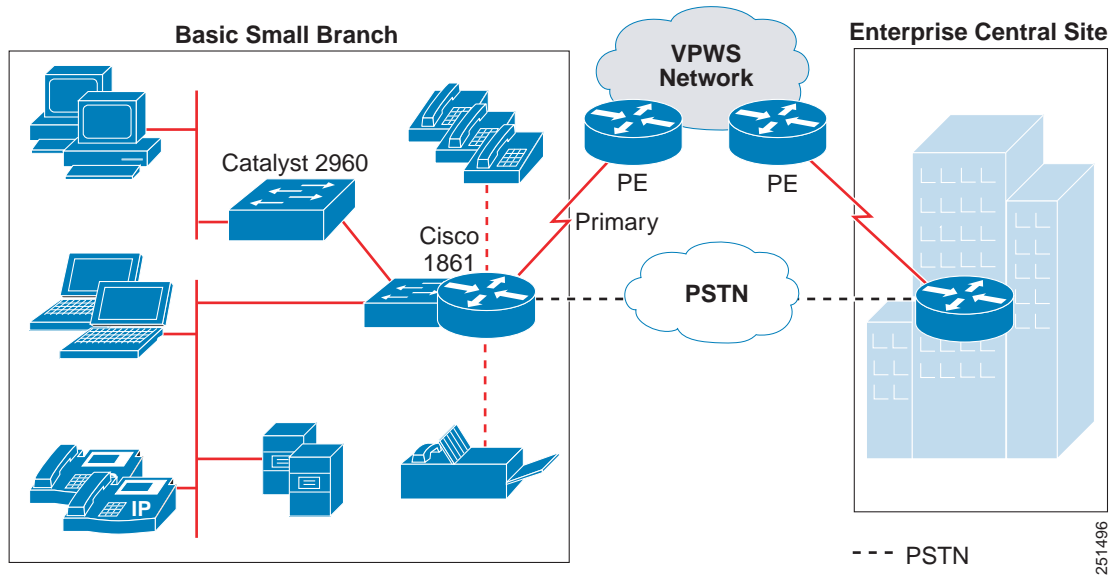 Basic Small Branch
VPWS
Network
Enterprise Central Site
Catalyst 2960
PE
PE
Cisco
1861
Primary
PSTN
IP
PSTN
251496